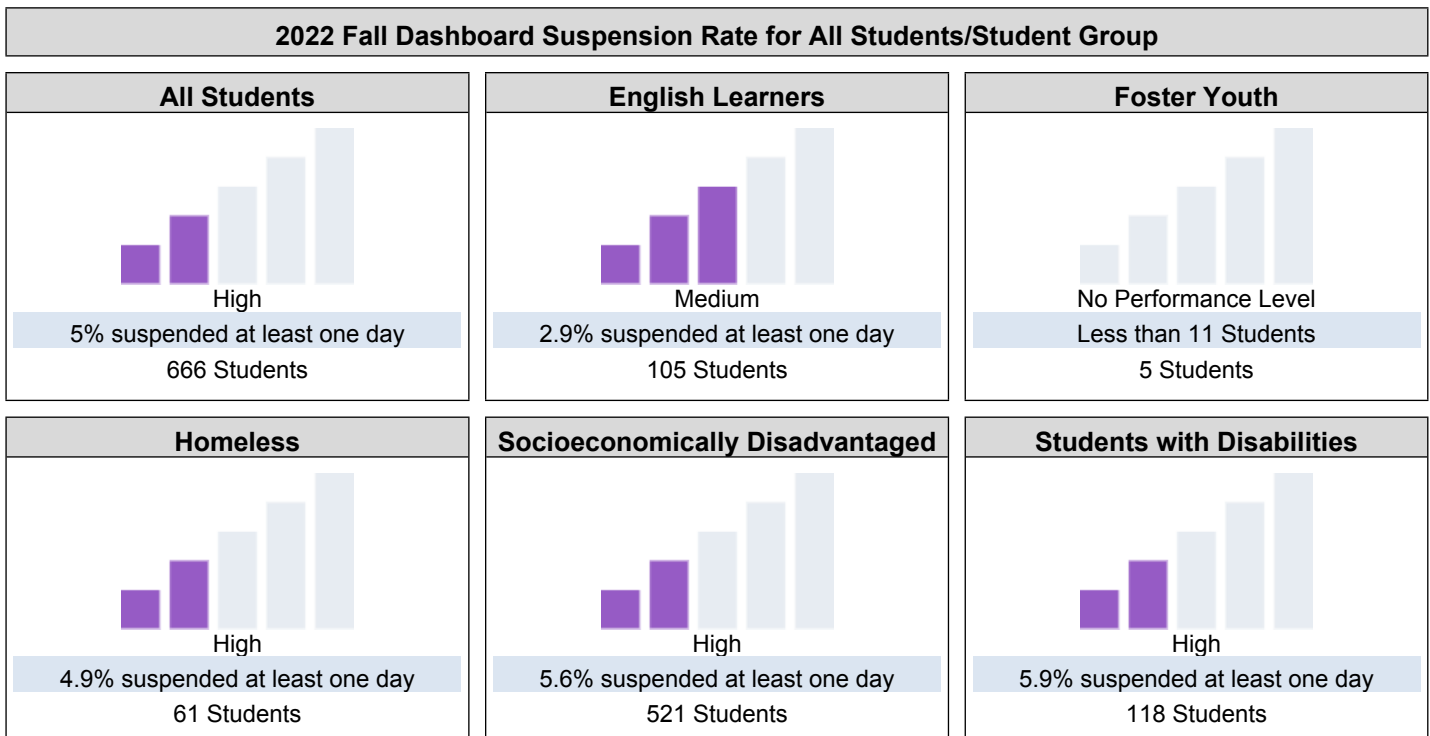 2022 Fall Dashboard Suspension Rate for All Students/Student Group
All Students
High
5% suspended at least one day
666 Students
English Learners
Medium
2.9% suspended at least one day
105 Students
Foster Youth
No Performance Level
Less than 11 Students
5 Students
Homeless
High
4.9% suspended at least one day
61 Students
Socioeconomically Disadvantaged
High
5.6% suspended at least one day
521 Students
Students with Disabilities
High
5.9% suspended at least one day
118 Students